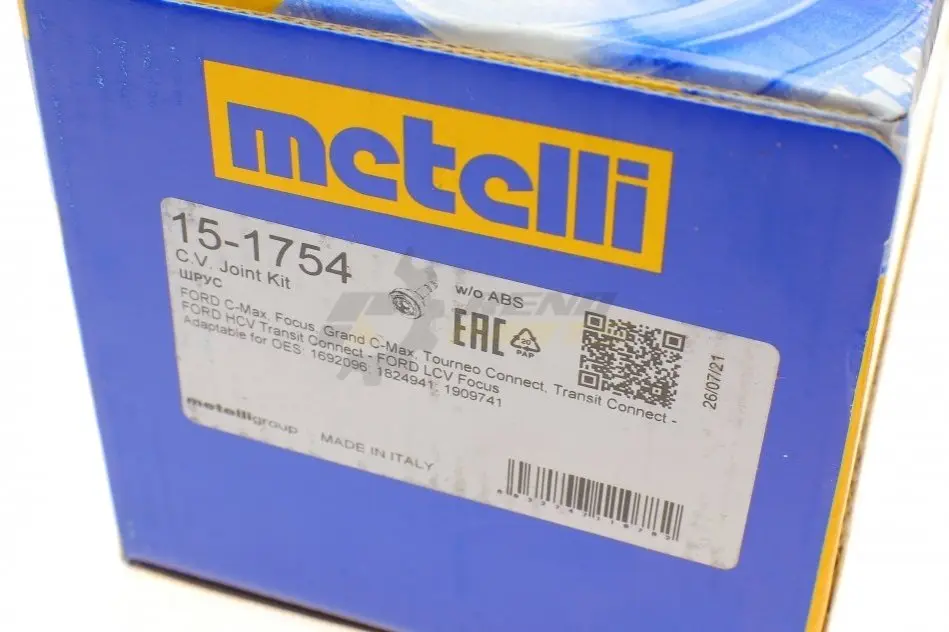 metelli
15-1754
C.V. Joint Kit
ШРУС
w/o ABS
EAC
20
PAP
FORD C-Max, Focus, Grand C-Max, Tourneo Connect, Transit Connect -
FORD HCV Transit Connect - FORD LCV Focus
Adaptable for OES: 1692096; 1824941; 1909741
26/07/21
metelligroup
MADE IN ITALY